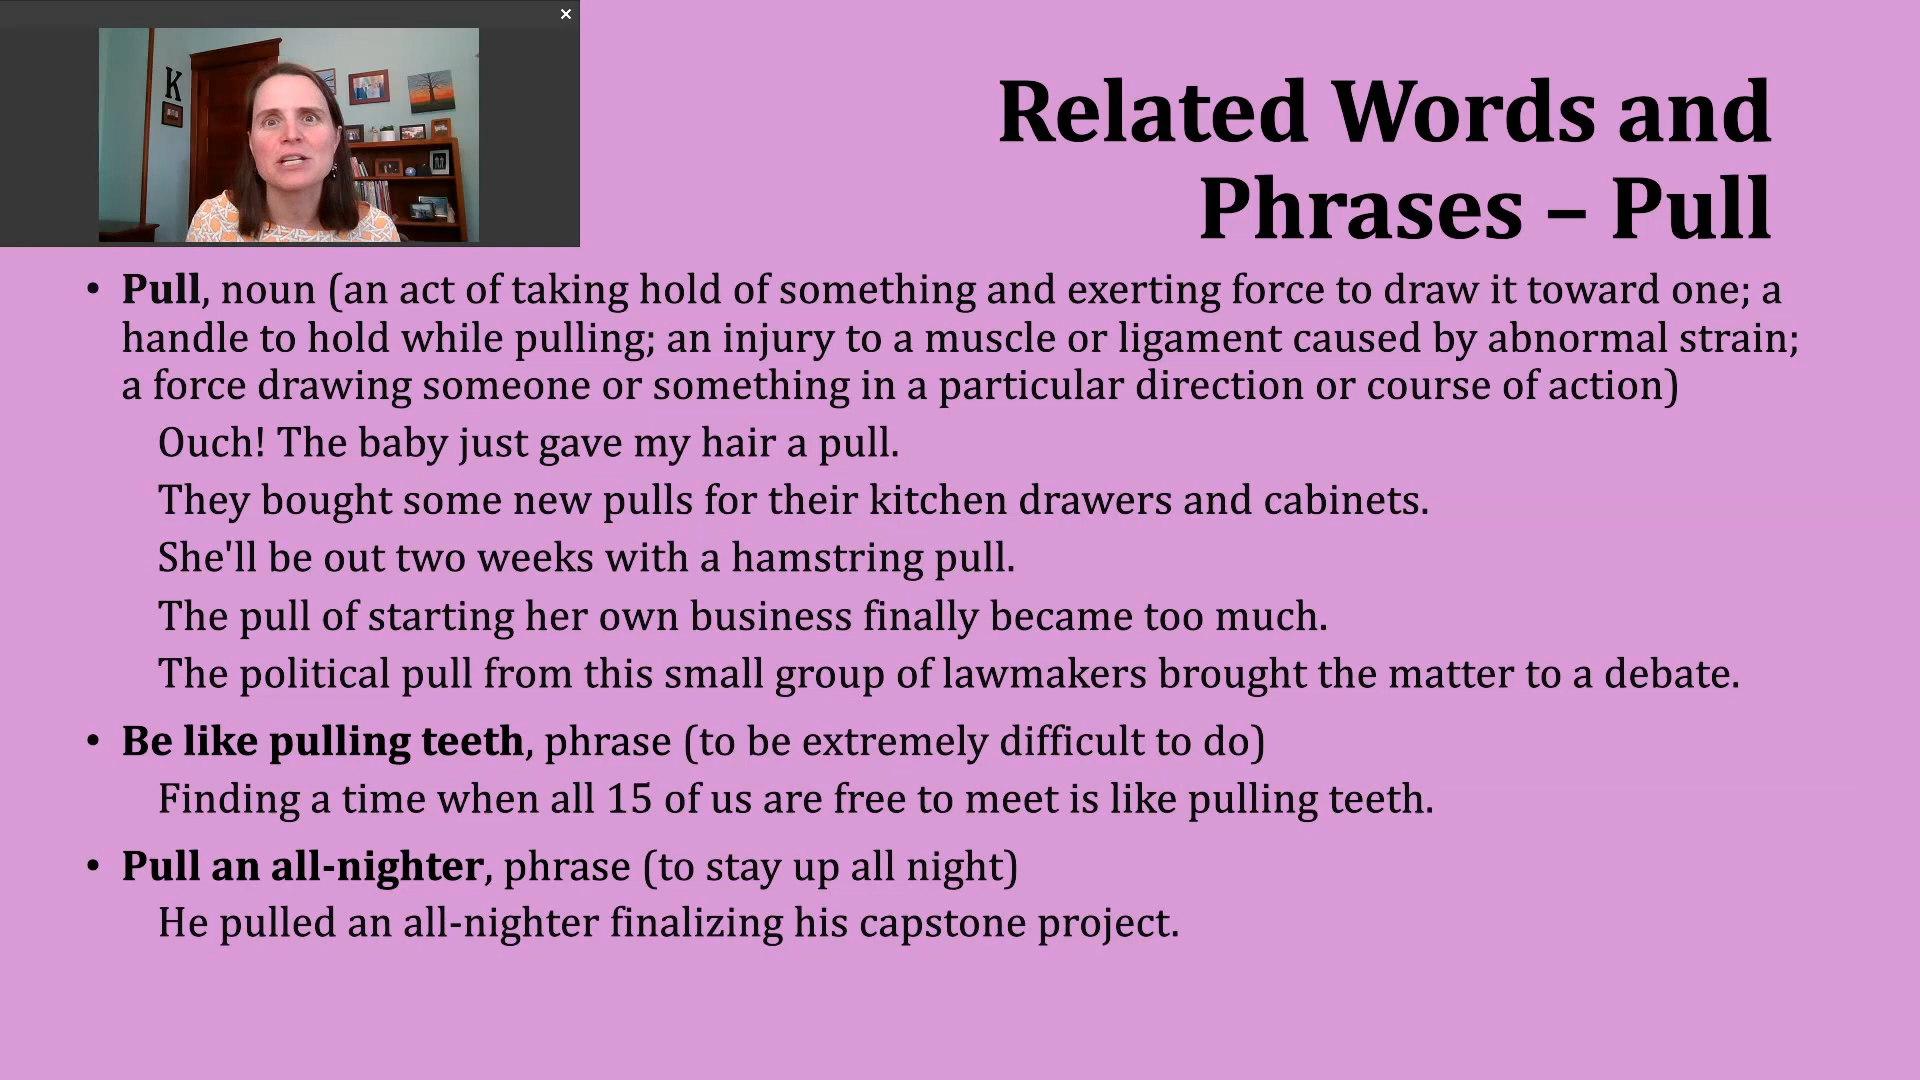 K
Related Words and
Phrases – Pull
• Pull, noun (an act of taking hold of something and exerting force to draw it toward one; a
handle to hold while pulling; an injury to a muscle or ligament caused by abnormal strain;
a force drawing someone or something in a particular direction or course of action)
Ouch! The baby just gave my hair a pull.
They bought some new pulls for their kitchen drawers and cabinets.
She'll be out two weeks with a hamstring pull.
The pull of starting her own business finally became too much.
The political pull from this small group of lawmakers brought the matter to a debate.
• Be like pulling teeth, phrase (to be extremely difficult to do)
Finding a time when all 15 of us are free to meet is like pulling teeth.
• Pull an all-nighter, phrase (to stay up all night)
He pulled an all-nighter finalizing his capstone project.